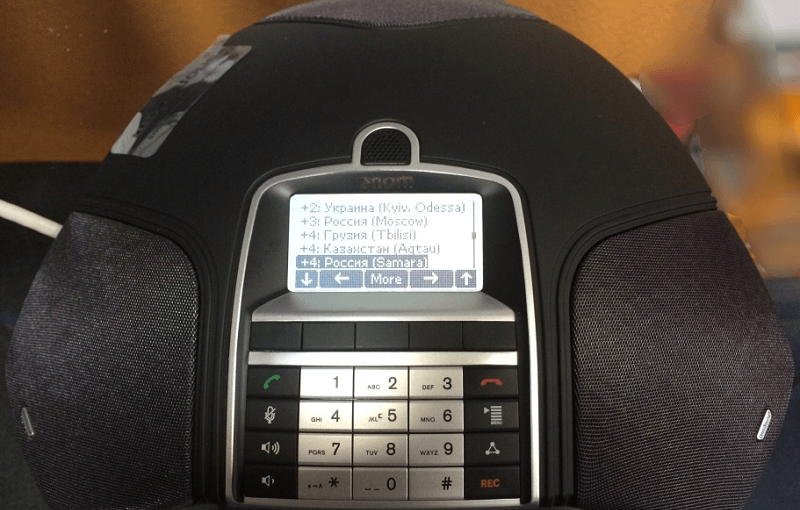 snom
+2: Украина (Kyiv, Odessa)
+3: Россия (Moscow)
+4: Грузия (Tbilisi)
+4: Казахстан (Aqtau)
+4: Россия (Samara)
↓ ← More → ↑
1 ABC 2 DEF 3
GHI 4 JKL 5 MNO 6
PQRS 7 TUV 8 WXYZ 9
* 0 # REC